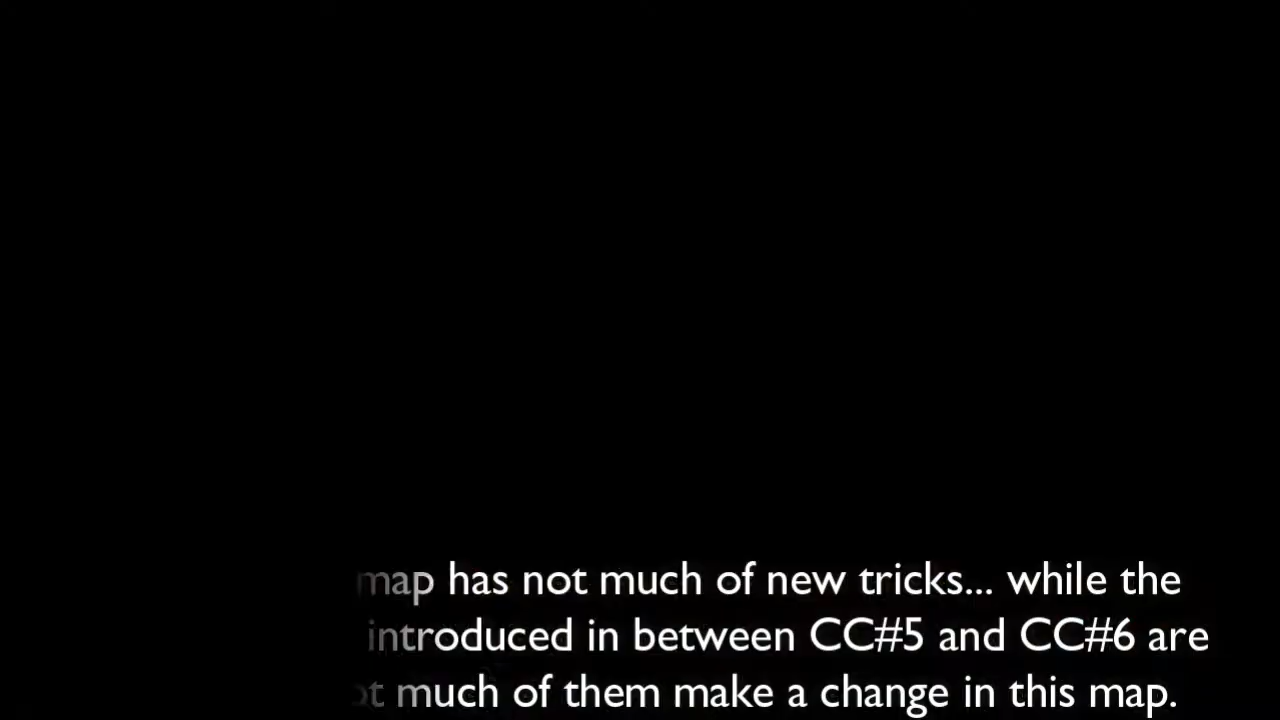 map has not much of new tricks... while the
introduced in between CC#5 and CC#6 are
much of them make a change in this map.